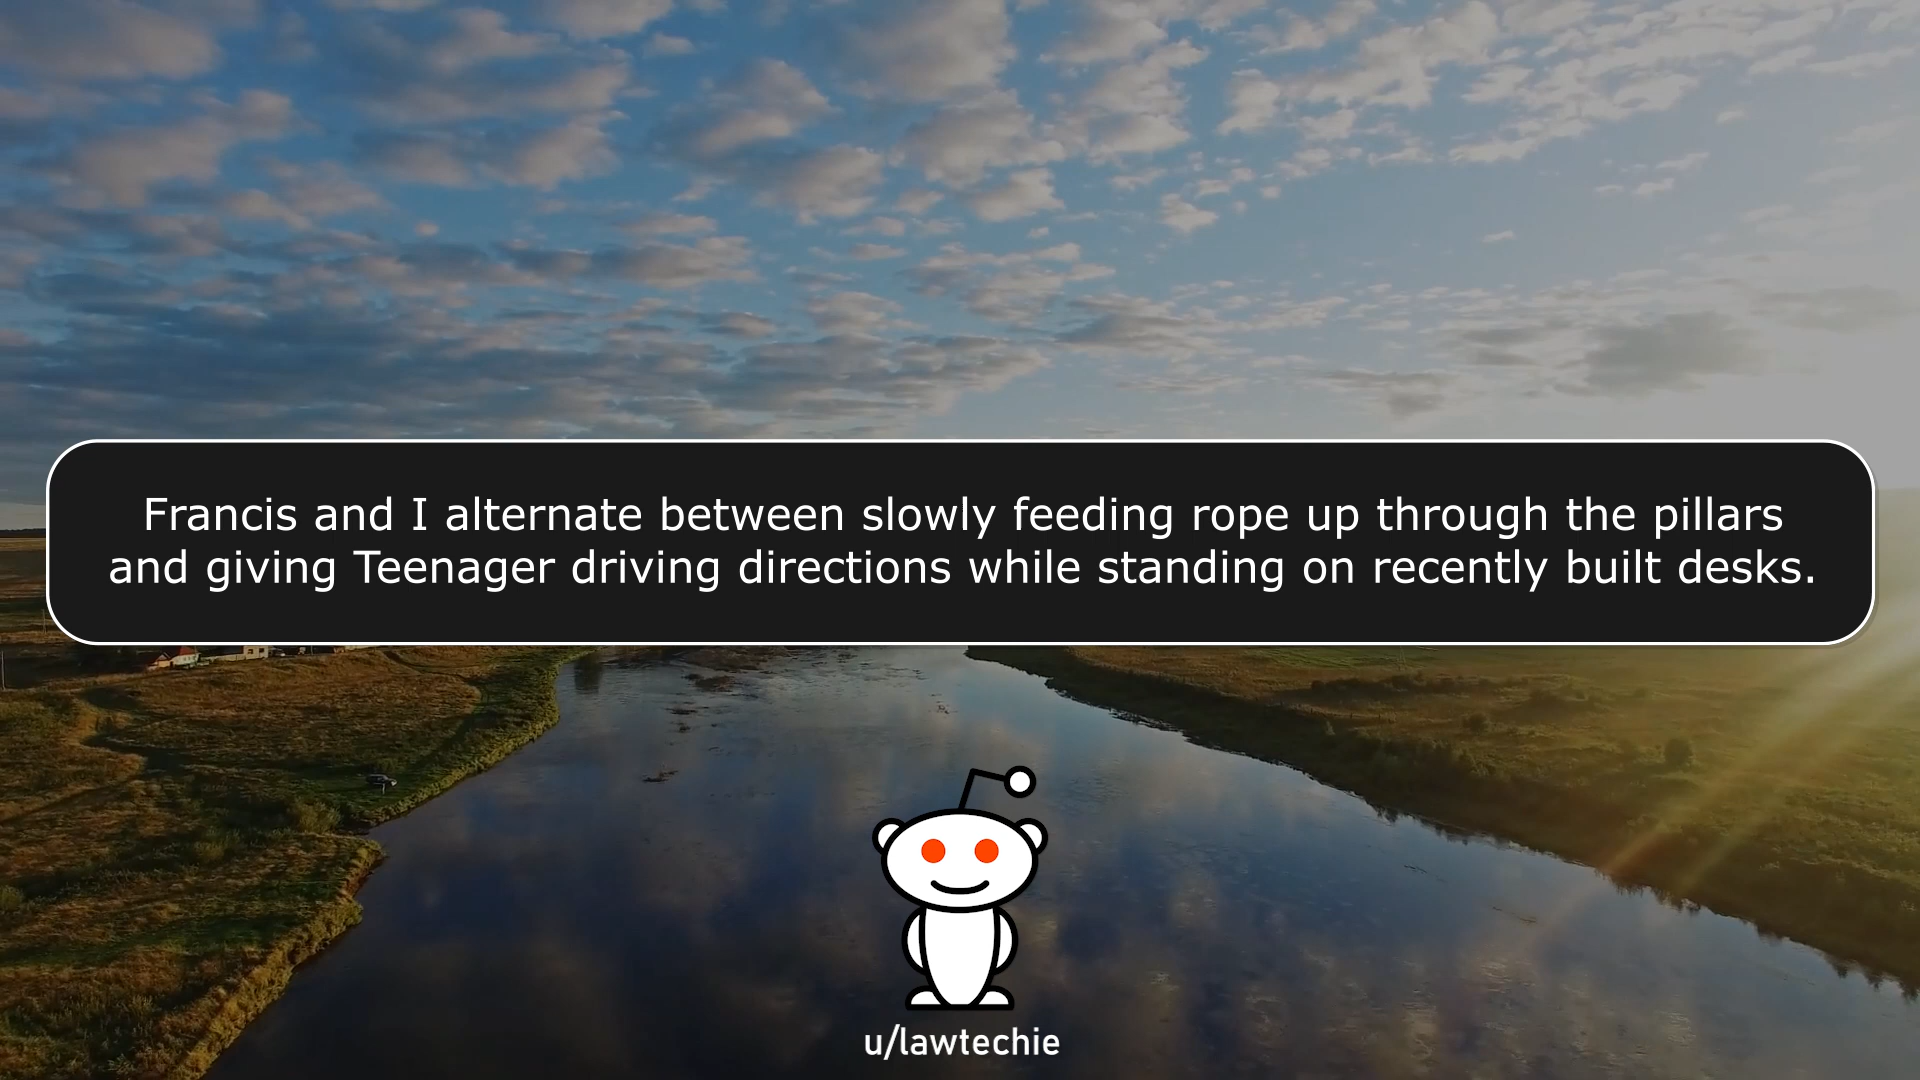 Francis and I alternate between slowly feeding rope up through the pillars
and giving Teenager driving directions while standing on recently built desks.
u/lawtechie